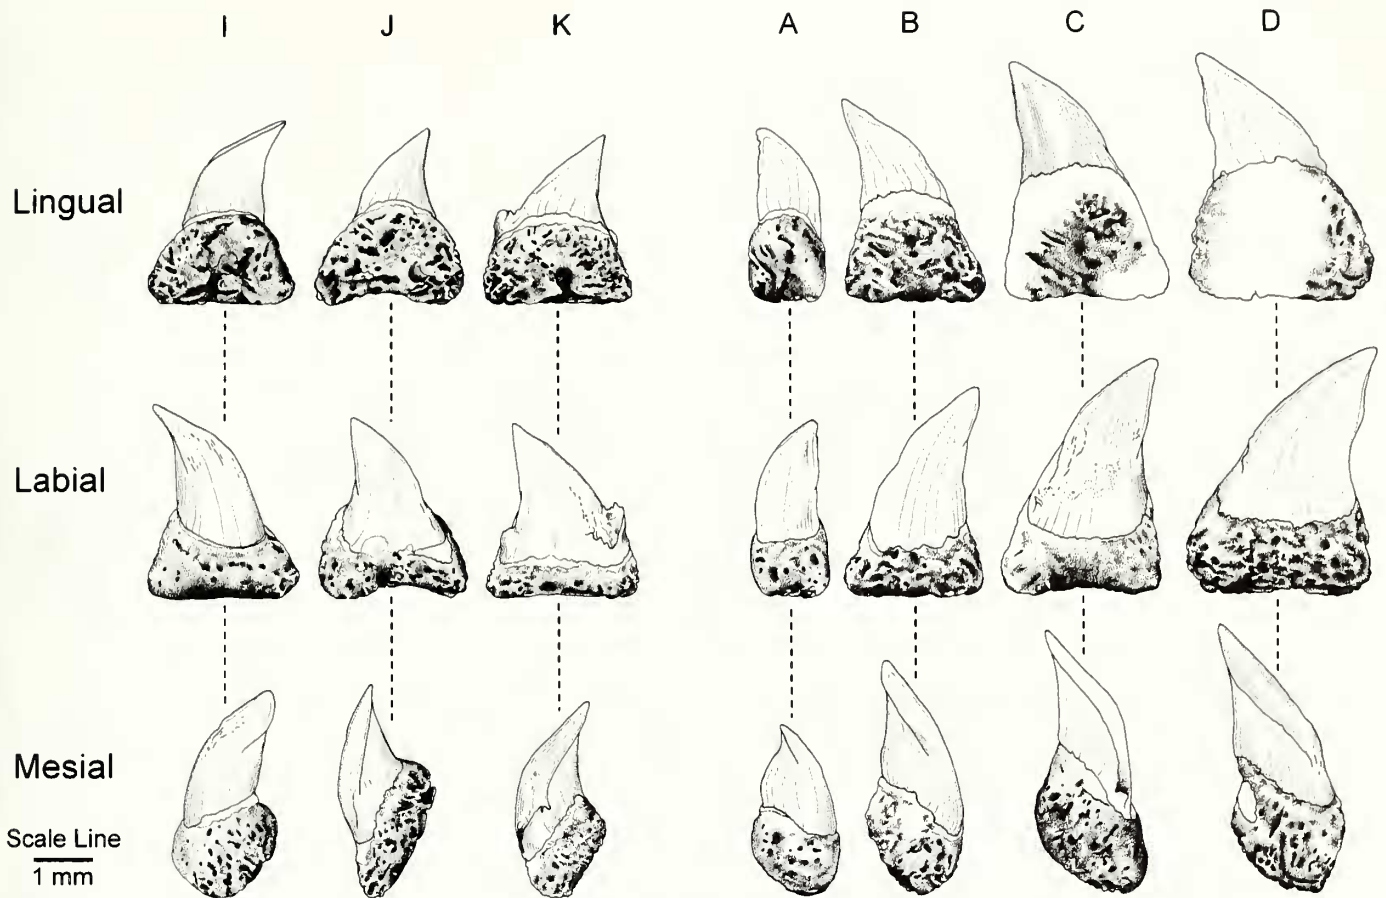 I J K A B C D
Lingual
Labial
Mesial
Scale Line
1 mm